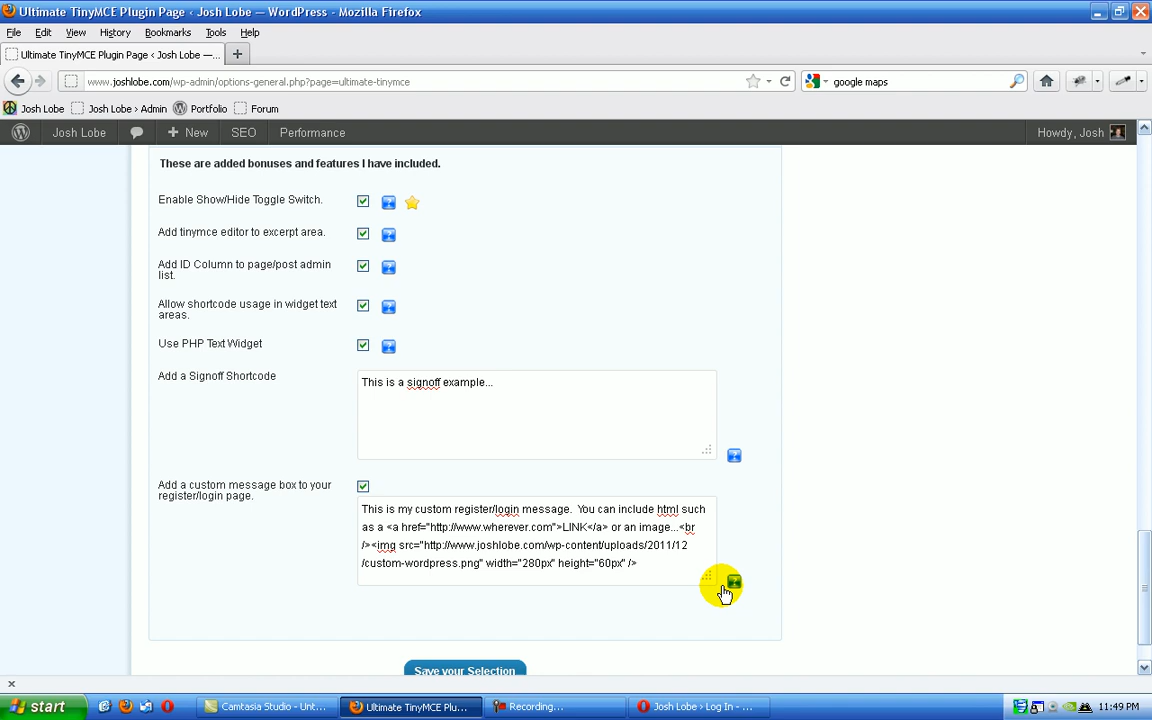 Ultimate TinyMCE Plugin Page ‹ Josh Lobe — WordPress - Mozilla Firefox
File Edit View History Bookmarks Tools Help
Ultimate TinyMCE Plugin Page ‹ Josh Lobe —...
www.joshlobe.com/wp-admin/options-general.php?page=ultimate-tinymce
google maps
Josh Lobe Josh Lobe › Admin Portfolio Forum
Josh Lobe + New SEO Performance Howdy, Josh
These are added bonuses and features I have included.
Enable Show/Hide Toggle Switch.
Add tinymce editor to excerpt area.
Add ID Column to page/post admin
list.
Allow shortcode usage in widget text
areas.
Use PHP Text Widget
Add a Signoff Shortcode
This is a signoff example...
Add a custom message box to your
register/login page.
This is my custom register/login message. You can include html such
as a <a href="http://www.wherever.com">LINK</a> or an image...<br
/><img src="http://www.joshlobe.com/wp-content/uploads/2011/12
/custom-wordpress.png" width="280px" height="60px" />
Save your Selection
x
start
Camtasia Studio - Unt...
Ultimate TinyMCE Plu...
Recording...
Josh Lobe › Log In - ...
11:49 PM